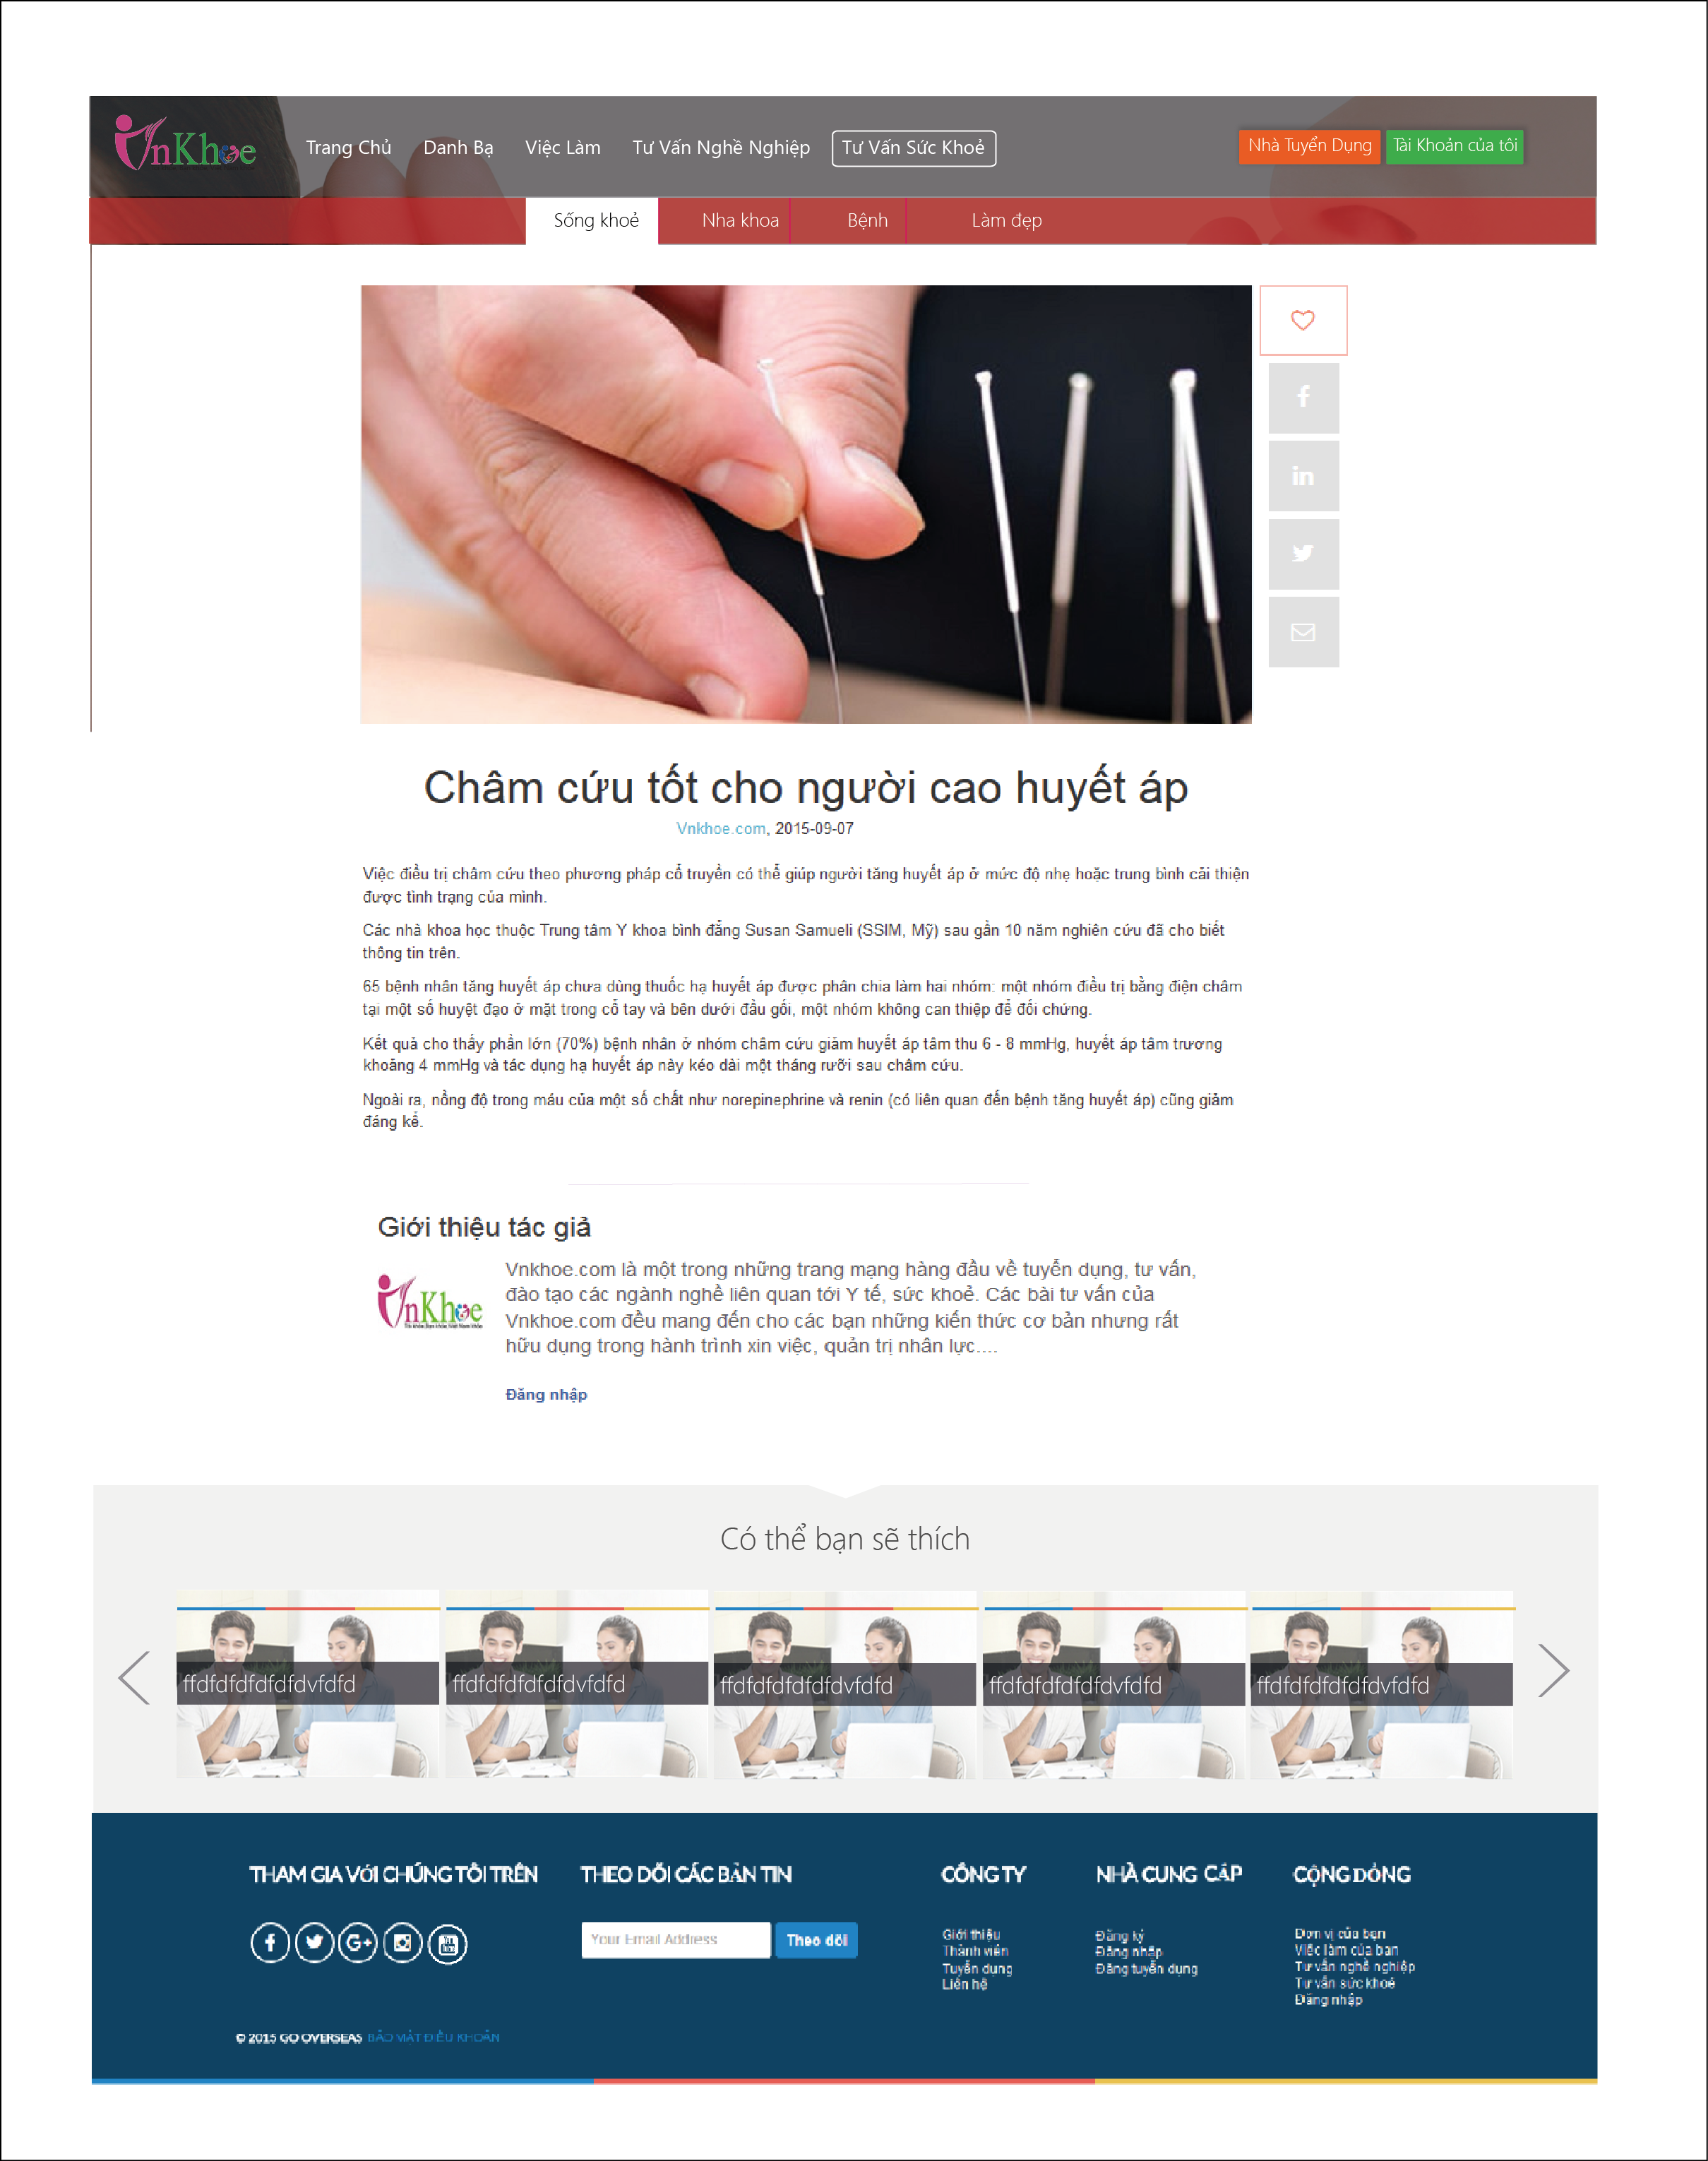 VnKhoe
Trang Chủ Danh Bạ Việc Làm Tư Vấn Nghề Nghiệp Tư Vấn Sức Khoẻ Nhà Tuyển Dụng Tài Khoản của tôi
Sống khoẻ Nha khoa Bệnh Làm đẹp
Châm cứu tốt cho người cao huyết áp
Vnkhoe.com, 2015-09-07
Việc điều trị châm cứu theo phương pháp cổ truyền có thể giúp người tăng huyết áp ở mức độ nhẹ hoặc trung bình cải thiện
được tình trạng của mình.
Các nhà khoa học thuộc Trung tâm Y khoa bình đẳng Susan Samueli (SSIM, Mỹ) sau gần 10 năm nghiên cứu đã cho biết
thông tin trên.
65 bệnh nhân tăng huyết áp chưa dùng thuốc hạ huyết áp được phân chia làm hai nhóm: một nhóm điều trị bằng điện châm
tại một số huyệt đạo ở mặt trong cổ tay và bên dưới đầu gối, một nhóm không can thiệp để đối chứng.
Kết quả cho thấy phần lớn (70%) bệnh nhân ở nhóm châm cứu giảm huyết áp tâm thu 6 - 8 mmHg, huyết áp tâm trương
khoảng 4 mmHg và tác dụng hạ huyết áp này kéo dài một tháng rưỡi sau châm cứu.
Ngoài ra, nồng độ trong máu của một số chất như norepinephrine và renin (có liên quan đến bệnh tăng huyết áp) cũng giảm
đáng kể.
Giới thiệu tác giả
VnKhoe
Vnkhoe.com là một trong những trang mạng hàng đầu về tuyển dụng, tư vấn,
đào tạo các ngành nghề liên quan tới Y tế, sức khoẻ. Các bài tư vấn của
Vnkhoe.com đều mang đến cho các bạn những kiến thức cơ bản nhưng rất
hữu dụng trong hành trình xin việc, quản trị nhân lực....
Đăng nhập
Có thể bạn sẽ thích
ffdfdfdfdfdfdvfdfd ffdfdfdfdfdfdvfdfd ffdfdfdfdfdfdvfdfd ffdfdfdfdfdfdvfdfd ffdfdfdfdfdfdvfdfd
THAM GIA VỚI CHÚNG TÔI TRÊN
THEO DÕI CÁC BẢN TIN
Your Email Address Theo dõi
CÔNG TY
Giới thiệu
Thành viên
Tuyển dụng
Liên hệ
NHÀ CUNG CẤP
Đăng ký
Đăng nhập
Đăng tuyển dụng
CỘNG ĐỒNG
Đơn vị của bạn
Việc làm của bạn
Tư vấn nghề nghiệp
Tư vấn sức khoẻ
Đăng nhập
© 2015 GO OVERSEAS BẢO MẬT ĐIỀU KHOẢN